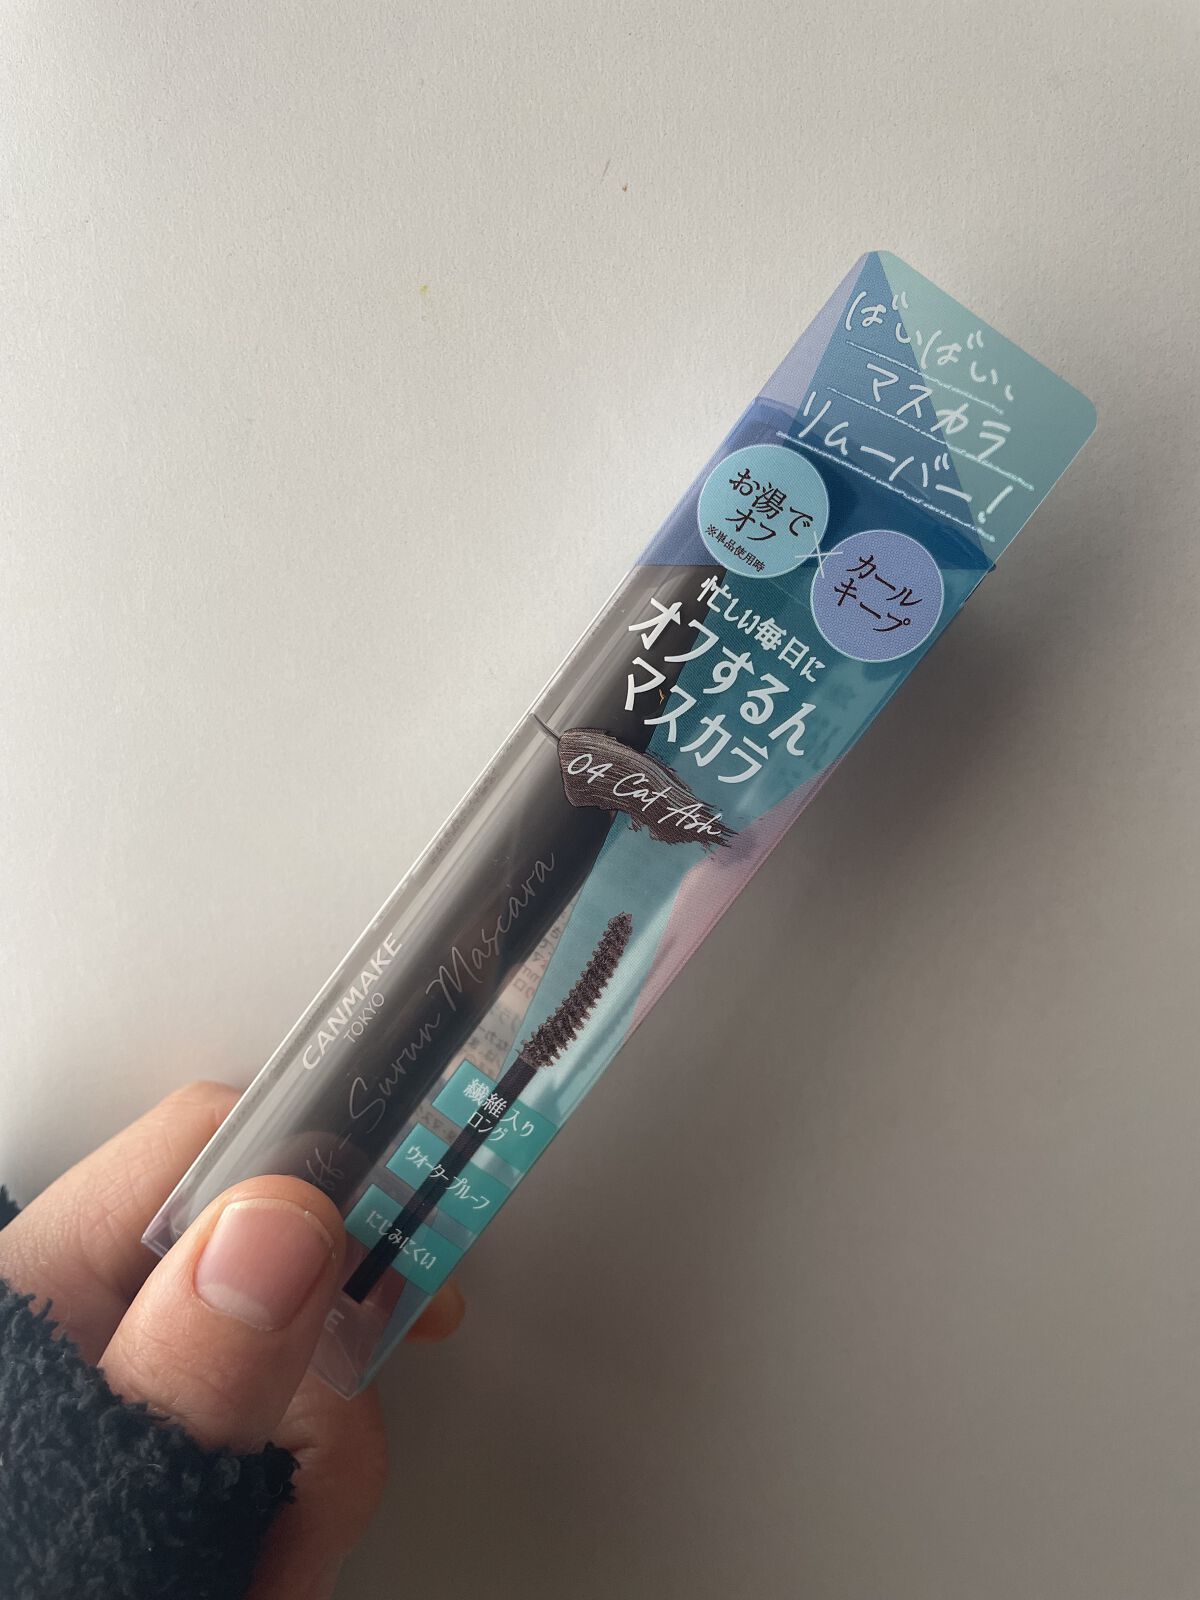 ばいばい、
マスカラ
リムーバー！
お湯で
オフ
※単品使用時
×
カール
キープ
忙しい毎日に
オフするん
マスカラ
04 Cat Ash
CANMAKE
TOKYO
Off-Surun Mascara
繊維入り
ロング
ウォータープルーフ
にじみにくい